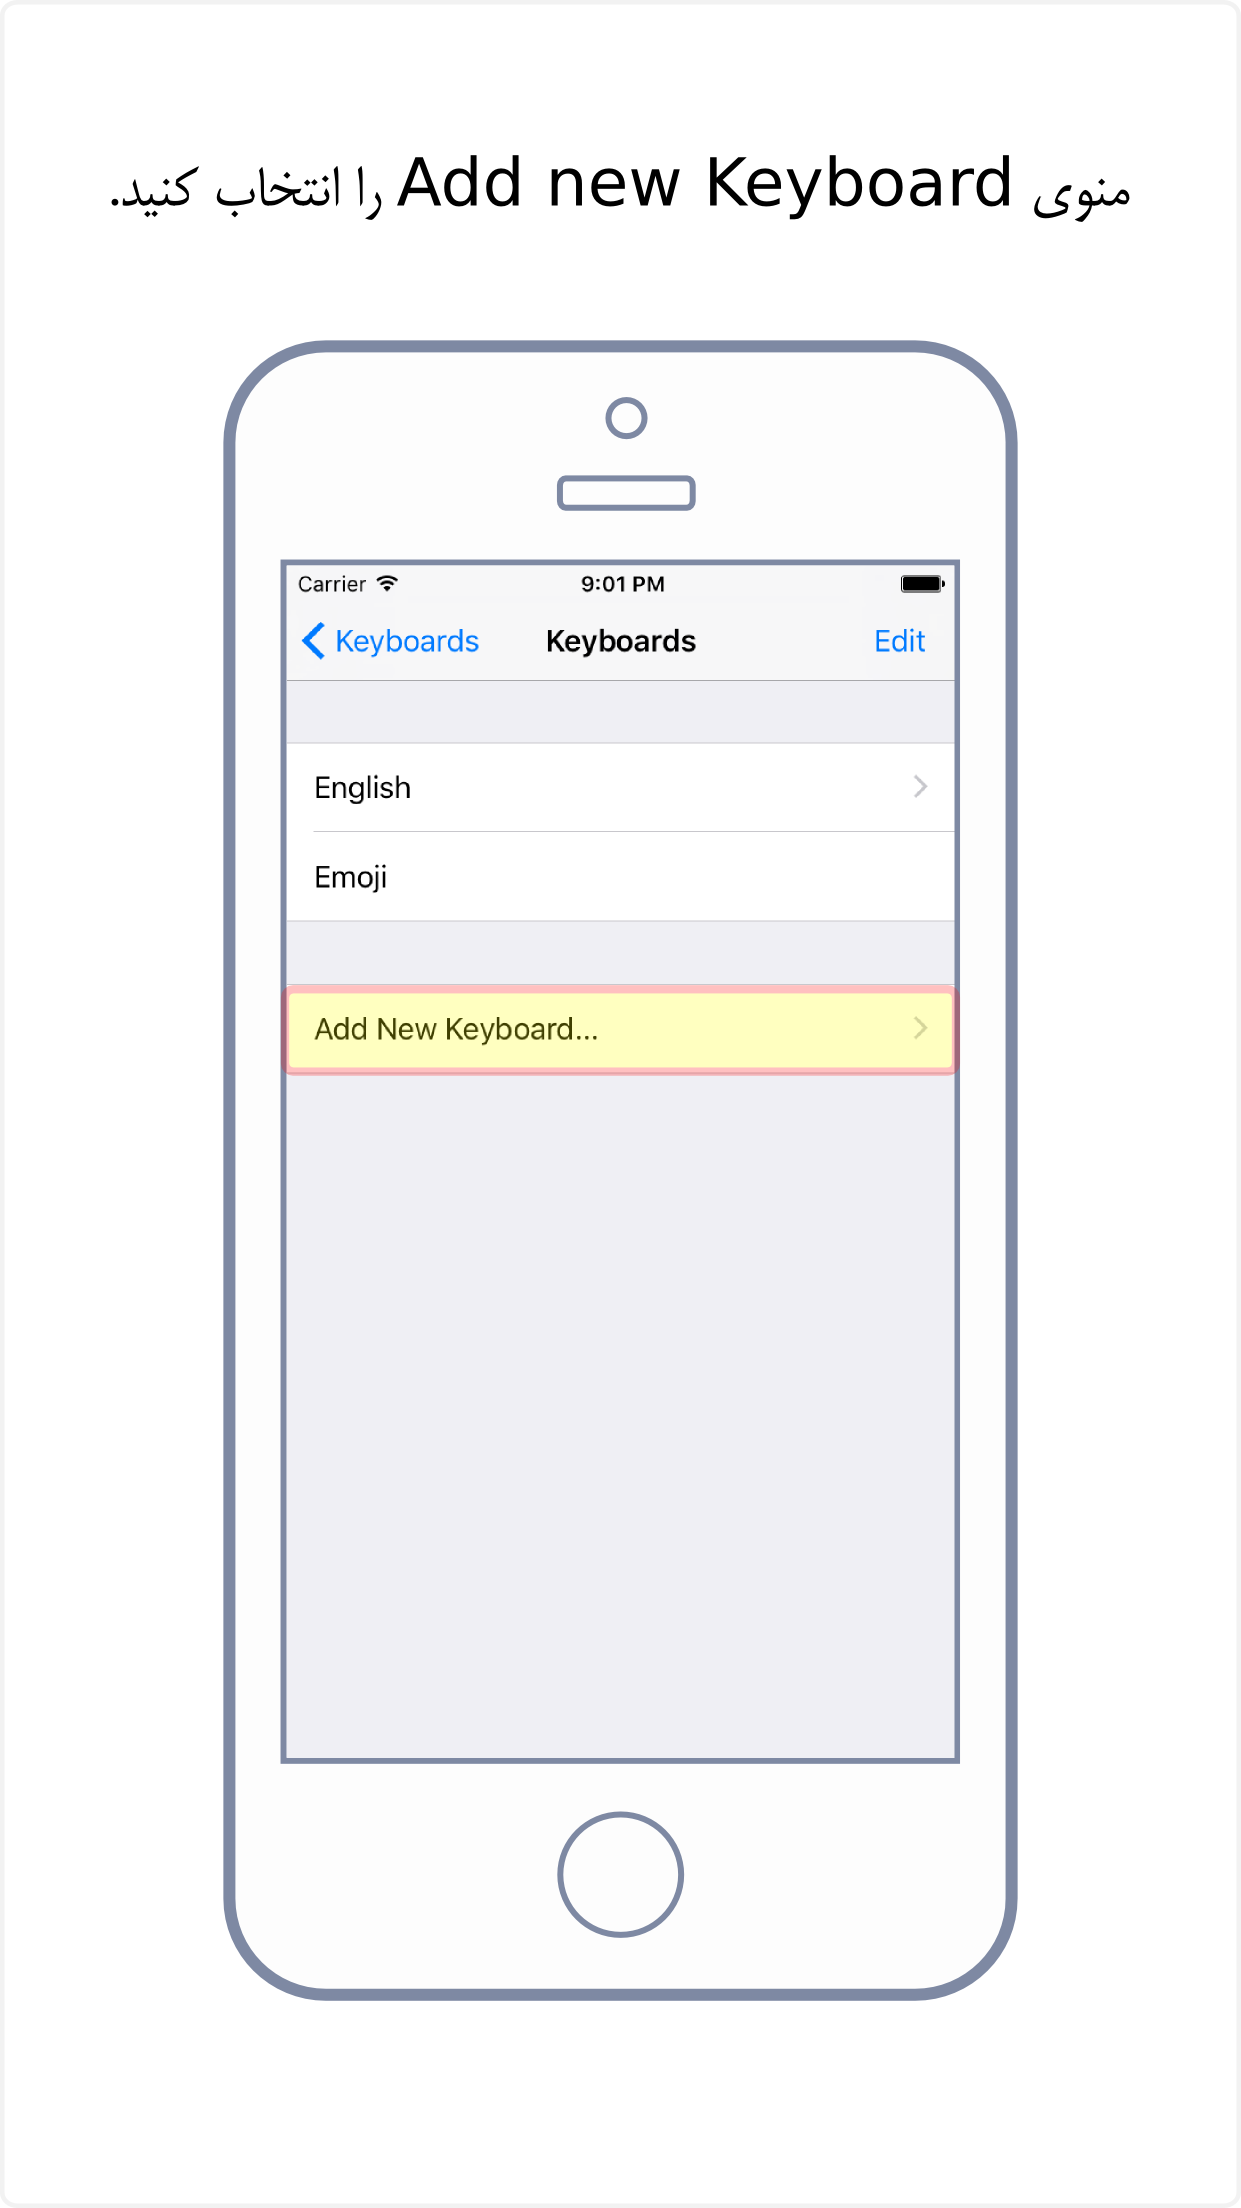 منوی Add new Keyboard را انتخاب کنید.
Carrier 9:01 PM
Keyboards Keyboards Edit
English
Emoji
Add New Keyboard...